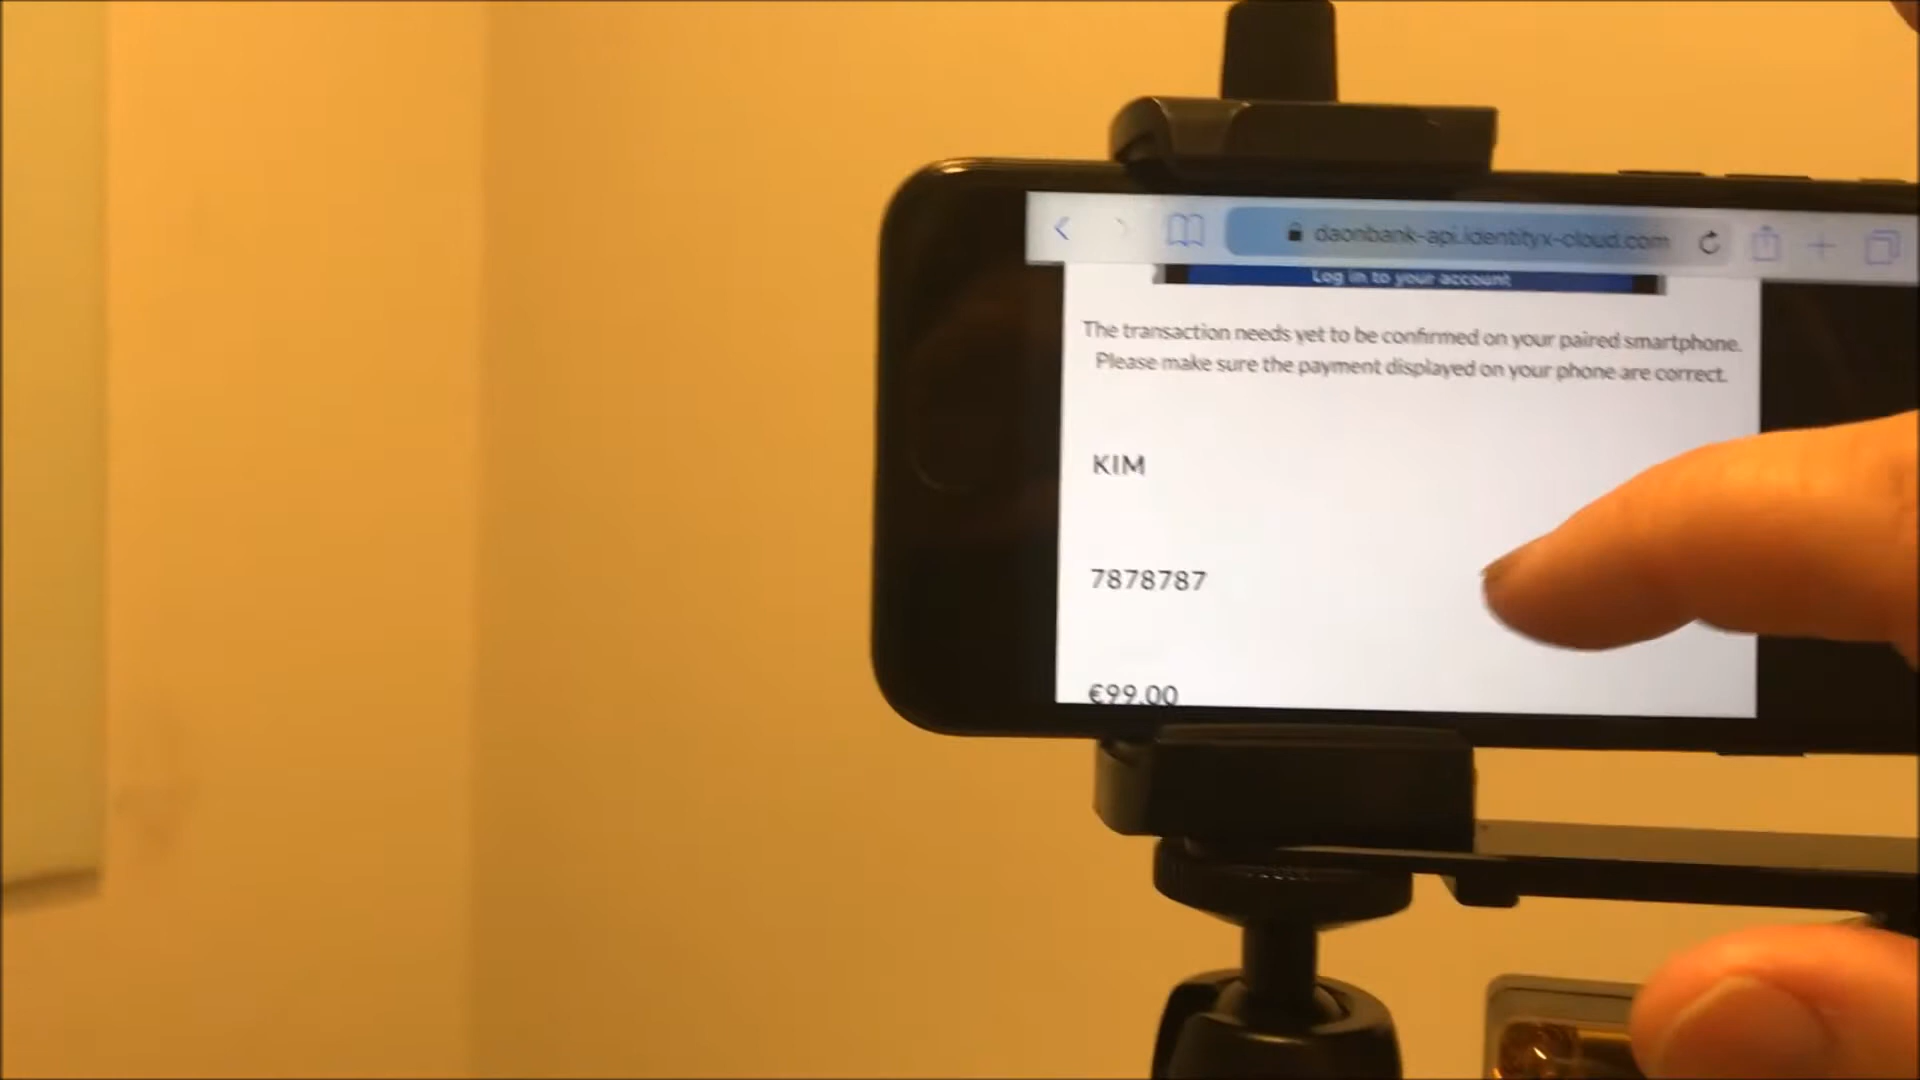 daonbank-api.identityx-cloud.com
Log in to your account
The transaction needs yet to be confirmed on your paired smartphone.
Please make sure the payment displayed on your phone are correct.
KIM
7878787
€99.00